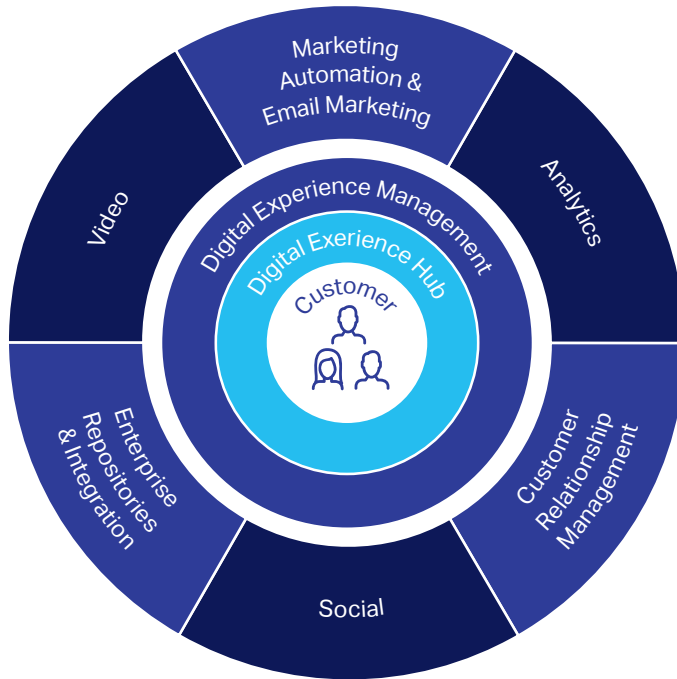 Marketing
Automation &
Email Marketing
Analytics
Video
Digital Experience Management
Digital Exerience Hub
Customer
Enterprise
Repositories
& Integration
Customer
Relationship
Management
Social